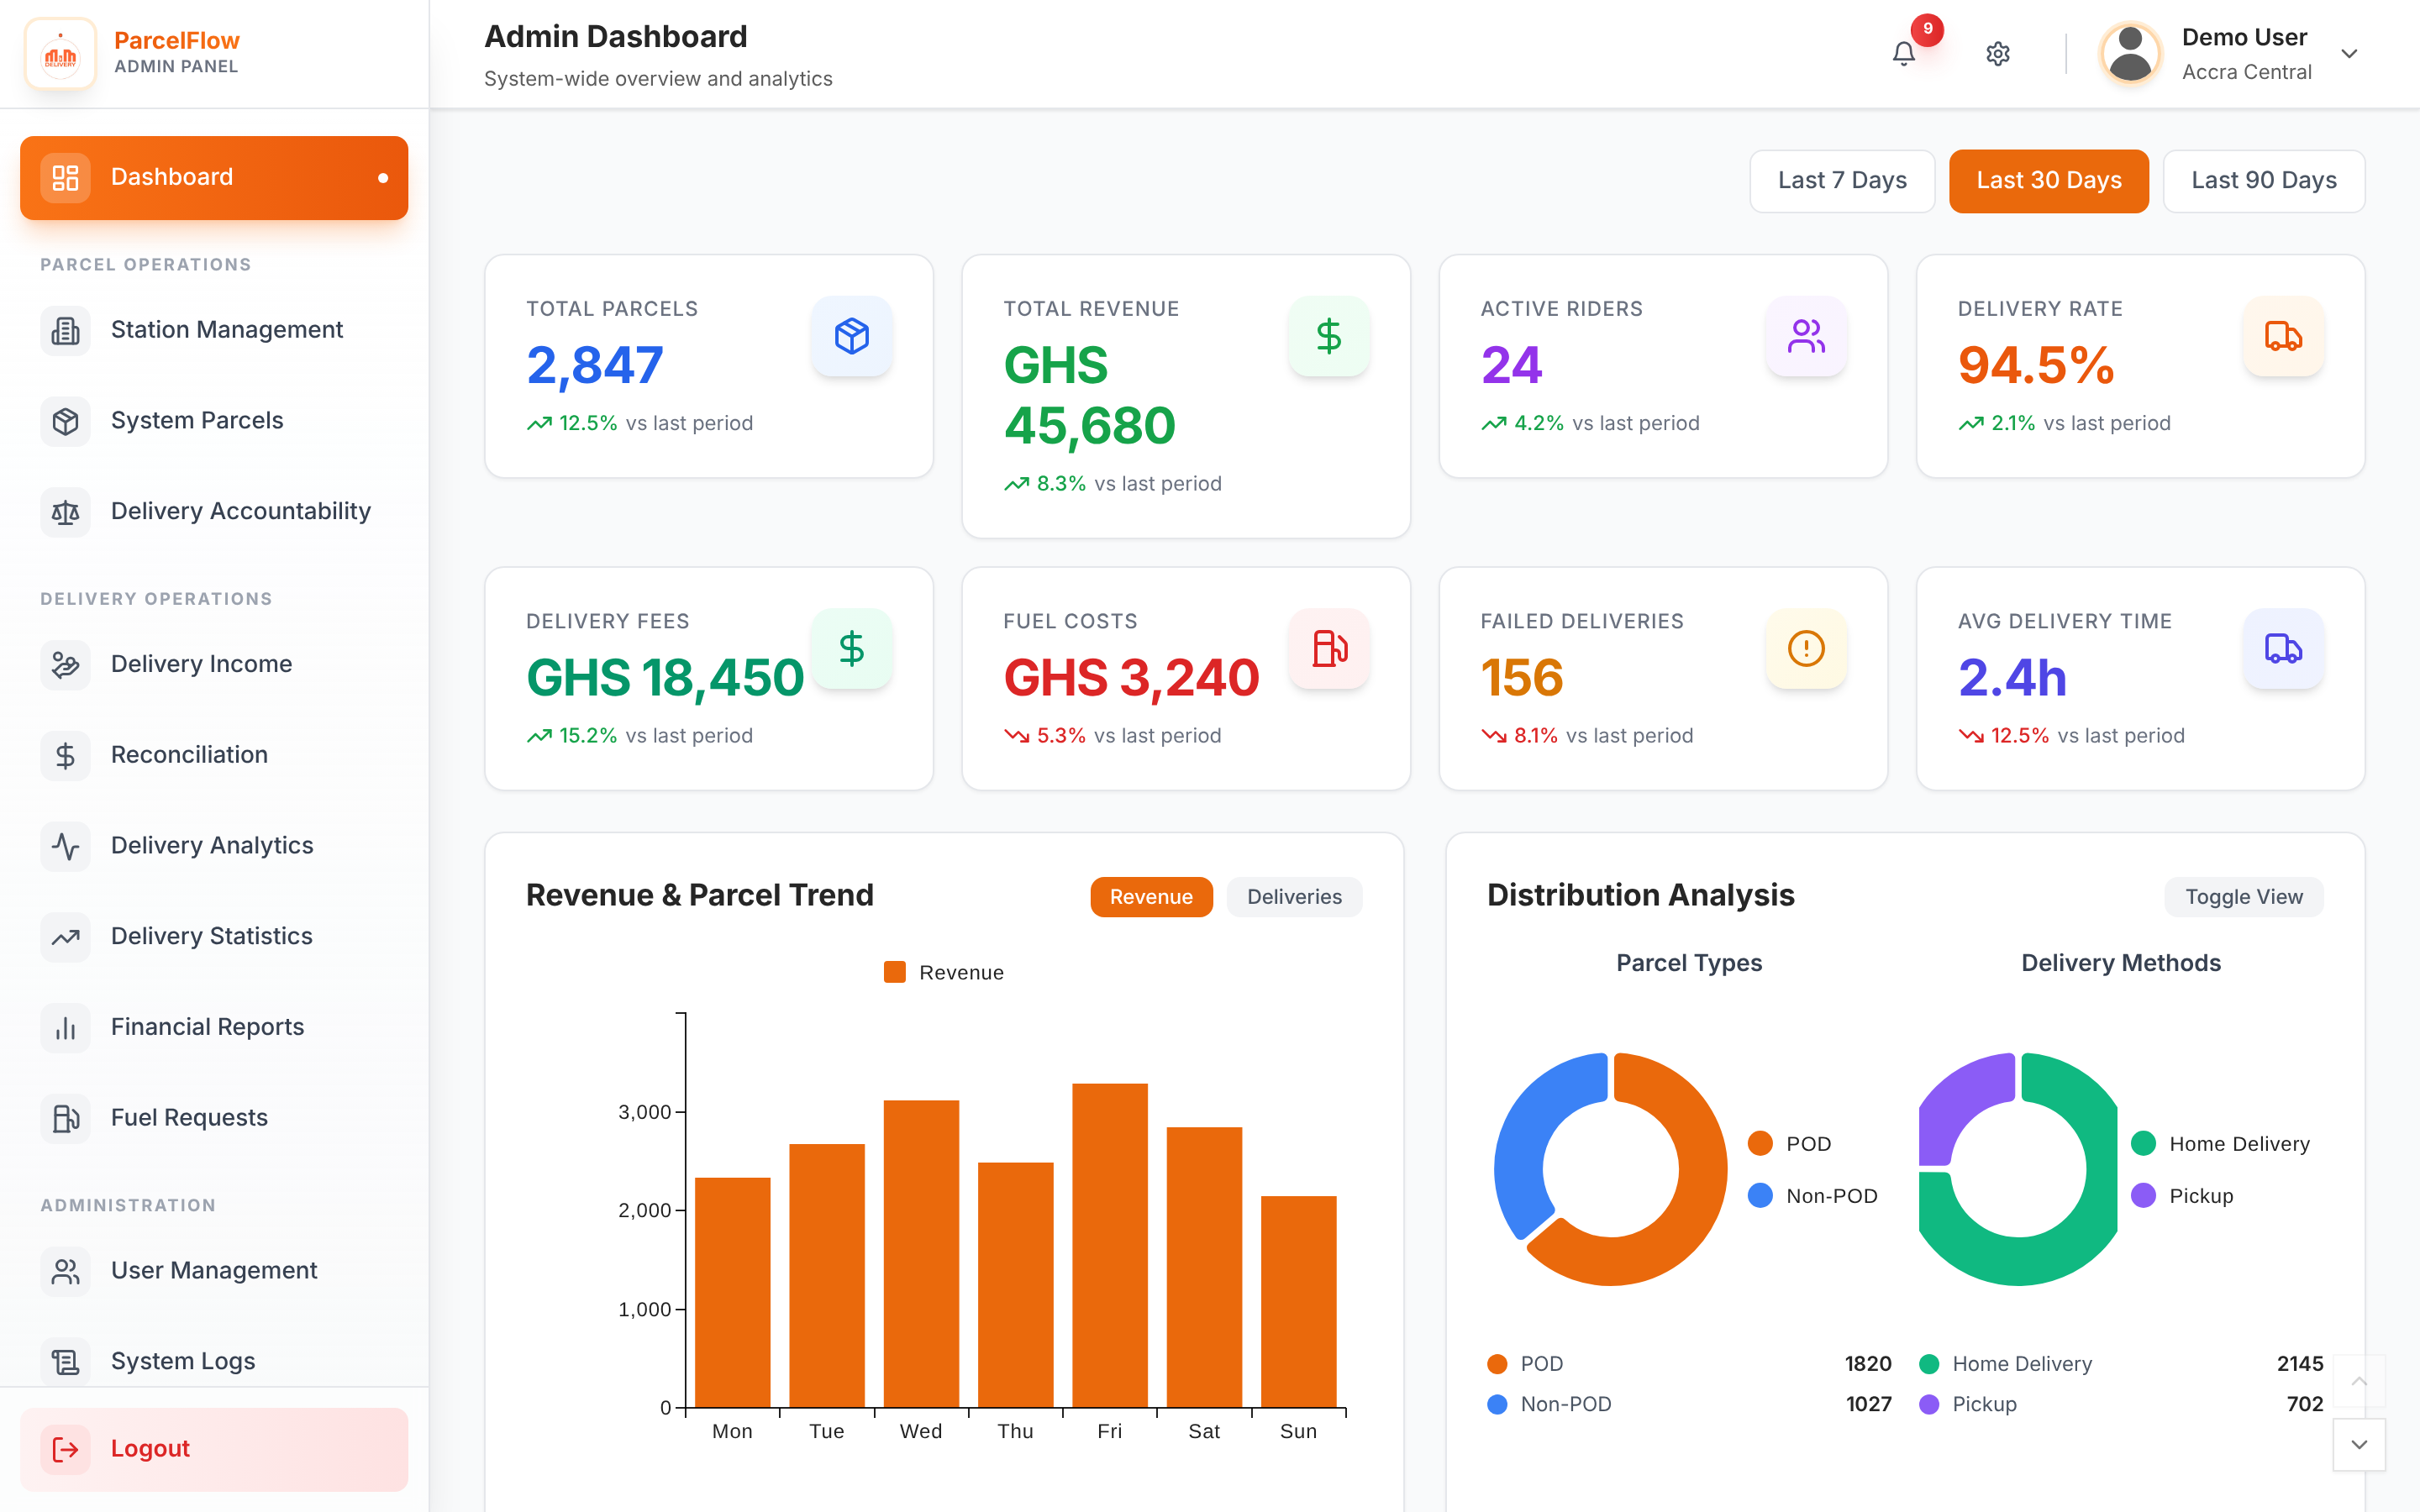 DELIVERY
ParcelFlow
ADMIN PANEL
Dashboard
PARCEL OPERATIONS
Station Management
System Parcels
Delivery Accountability
DELIVERY OPERATIONS
Delivery Income
Reconciliation
Delivery Analytics
Delivery Statistics
Financial Reports
Fuel Requests
ADMINISTRATION
User Management
System Logs
Logout
Admin Dashboard
System-wide overview and analytics
9
Demo User
Accra Central
Last 7 Days
Last 30 Days
Last 90 Days
TOTAL PARCELS
2,847
12.5% vs last period
TOTAL REVENUE
GHS
45,680
8.3% vs last period
ACTIVE RIDERS
24
4.2% vs last period
DELIVERY RATE
94.5%
2.1% vs last period
DELIVERY FEES
GHS 18,450
15.2% vs last period
FUEL COSTS
GHS 3,240
5.3% vs last period
FAILED DELIVERIES
156
8.1% vs last period
AVG DELIVERY TIME
2.4h
12.5% vs last period
Revenue & Parcel Trend
Revenue
Deliveries
Revenue
3,000
2,000
1,000
0
Mon Tue Wed Thu Fri Sat Sun
Distribution Analysis
Toggle View
Parcel Types
POD
Non-POD
POD 1820
Non-POD 1027
Delivery Methods
Home Delivery
Pickup
Home Delivery 2145
Pickup 702